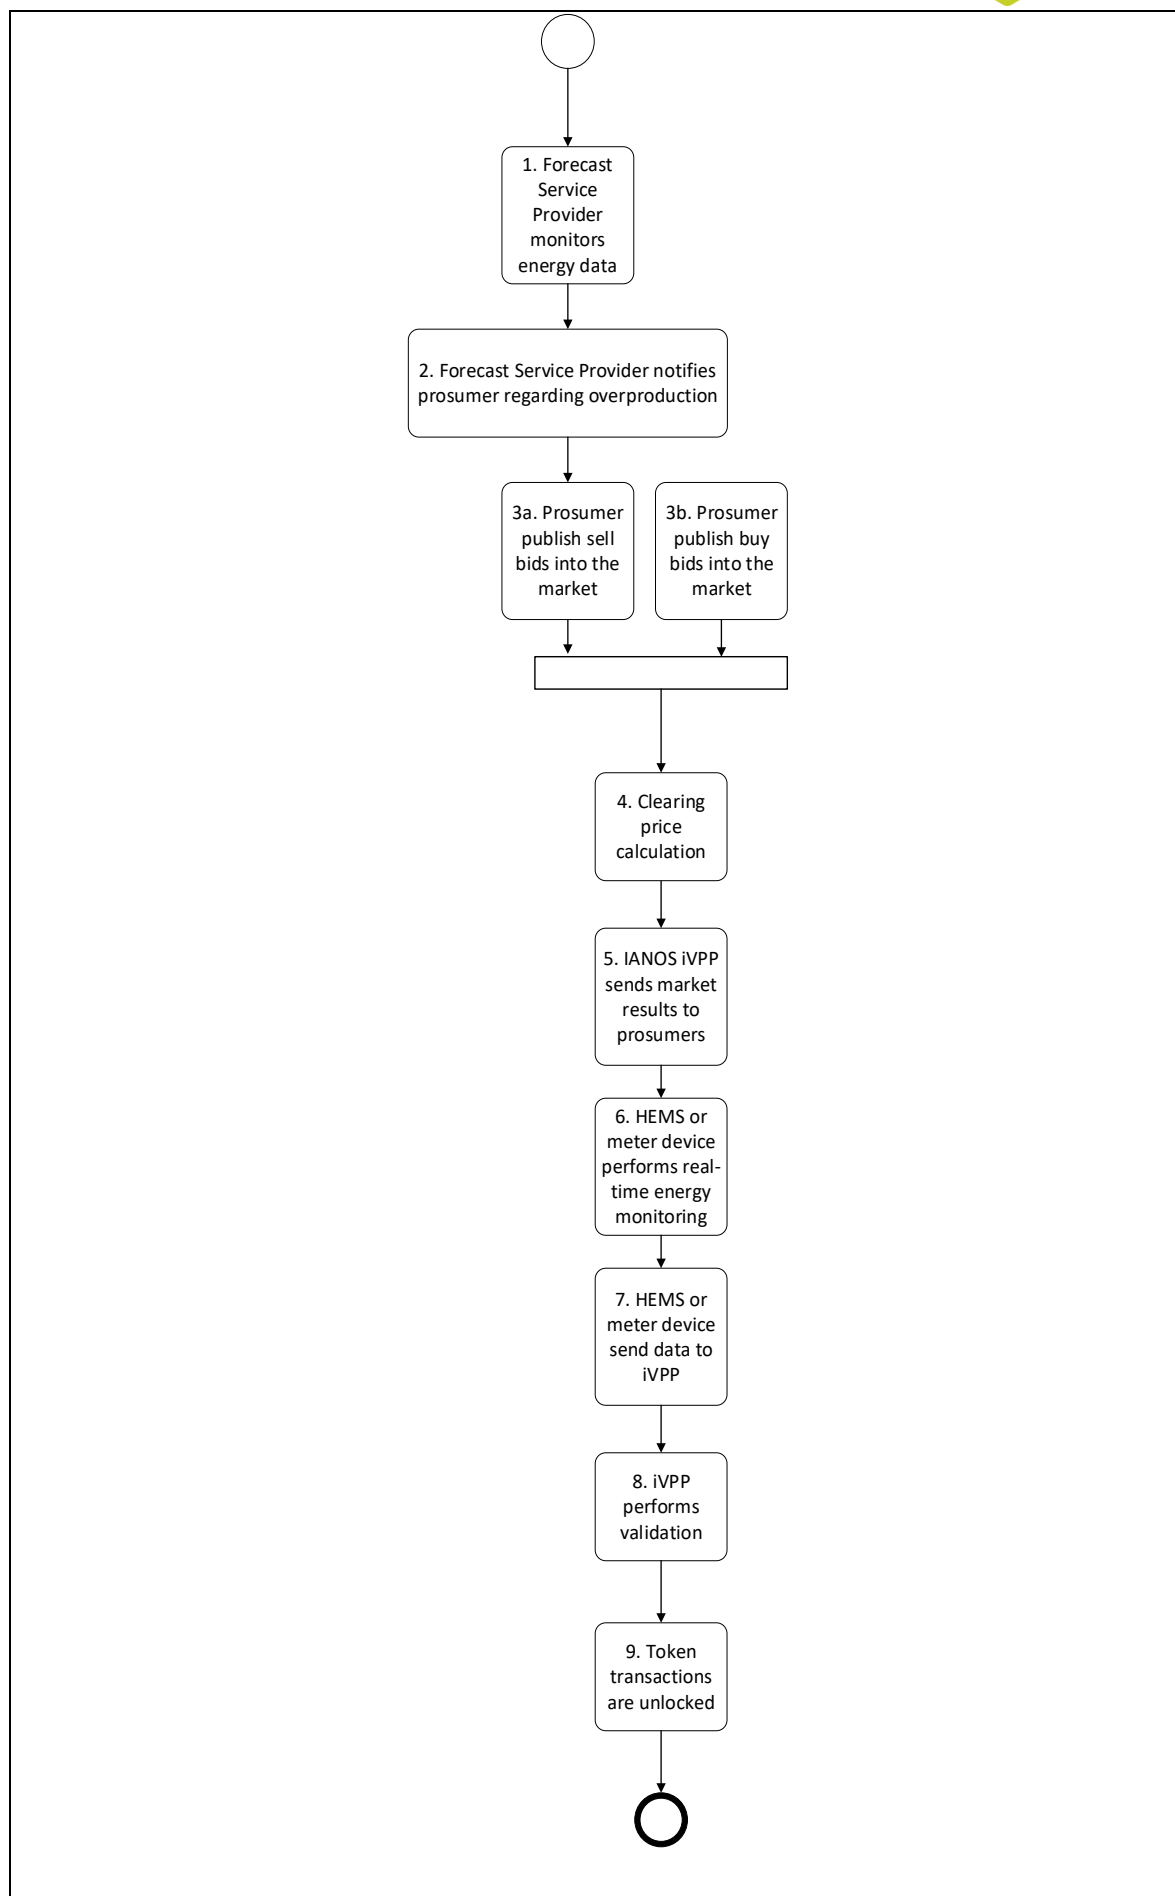 1. Forecast
Service
Provider
monitors
energy data
2. Forecast Service Provider notifies
prosumer regarding overproduction
3a. Prosumer
publish sell
bids into the
market
3b. Prosumer
publish buy
bids into the
market
4. Clearing
price
calculation
5. IANOS iVPP
sends market
results to
prosumers
6. HEMS or
meter device
performs real-
time energy
monitoring
7. HEMS or
meter device
send data to
iVPP
8. iVPP
performs
validation
9. Token
transactions
are unlocked